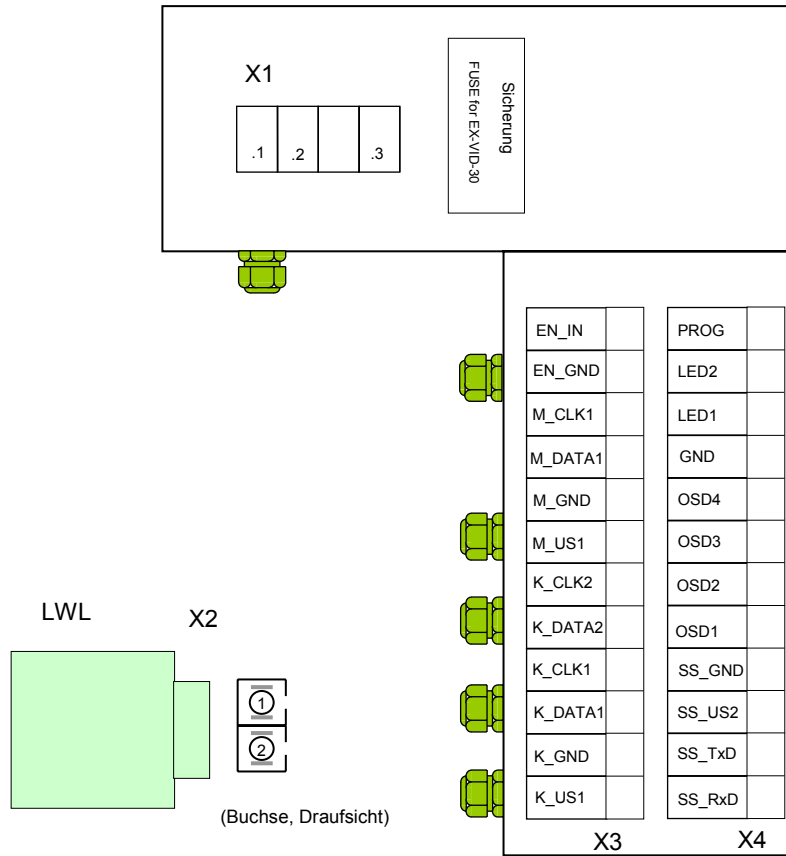 X1
.1
.2
.3
Sicherung
FUSE for EX-VID-30
EN_IN
EN_GND
M_CLK1
M_DATA1
M_GND
M_US1
K_CLK2
K_DATA2
K_CLK1
K_DATA1
K_GND
K_US1
X3
PROG
LED2
LED1
GND
OSD4
OSD3
OSD2
OSD1
SS_GND
SS_US2
SS_TxD
SS_RxD
X4
LWL
X2
1
2
(Buchse, Draufsicht)